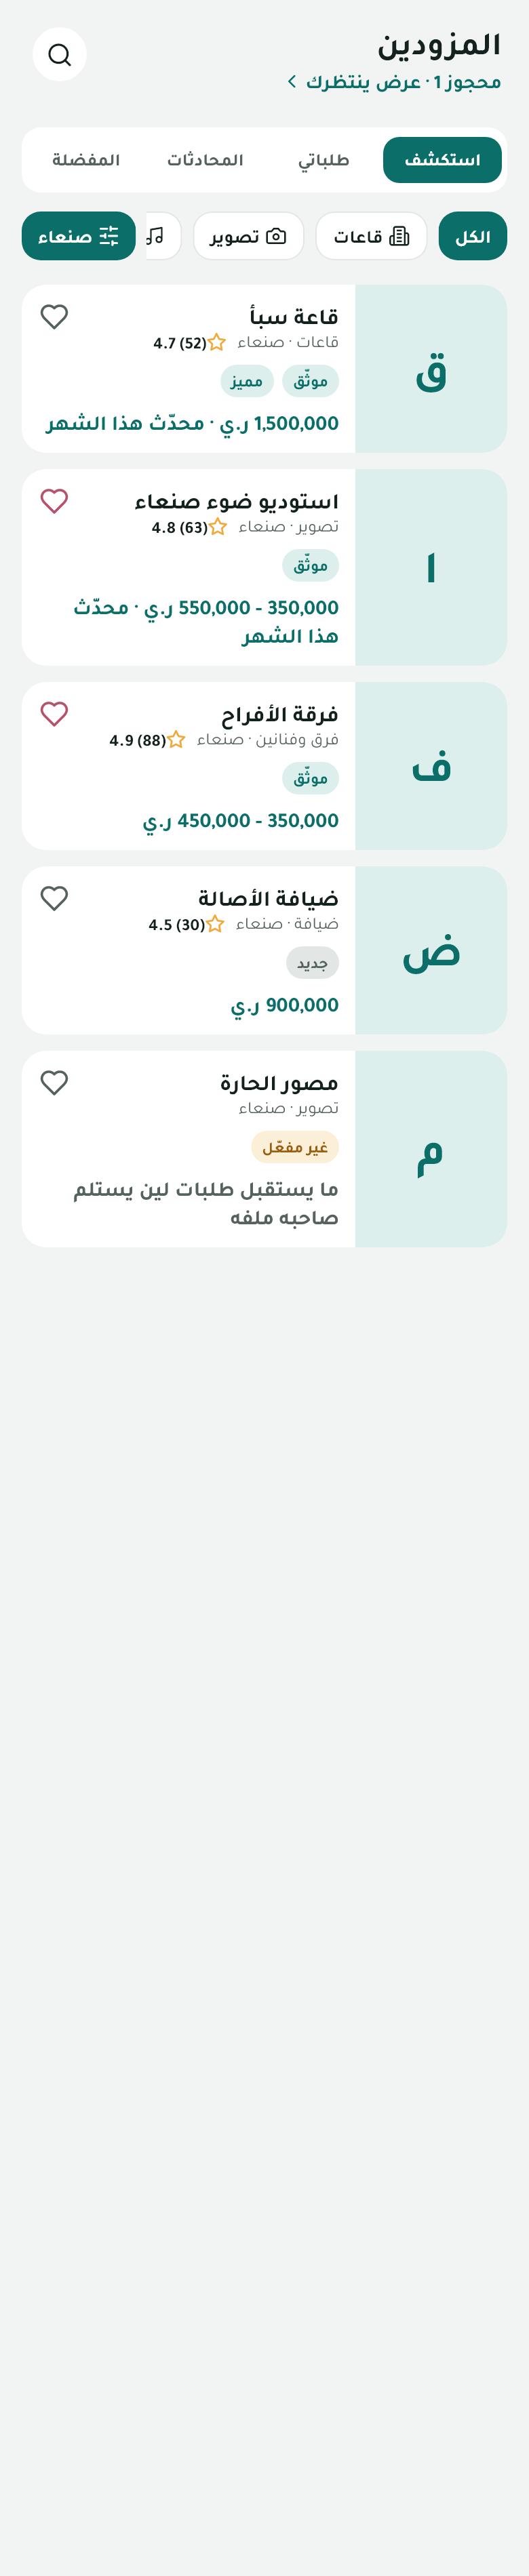 المزودين
محجوز 1 · عرض ينتظرك
استكشف
طلباتي
المحادثات
المفضلة
الكل
قاعات
تصوير
صنعاء
ق
قاعة سبأ
قاعات · صنعاء 4.7 (52)
موثّق
مميز
1,500,000 ر.ي · محدّث هذا الشهر
ا
استوديو ضوء صنعاء
تصوير · صنعاء 4.8 (63)
موثّق
350,000 - 550,000 ر.ي · محدّث
هذا الشهر
ف
فرقة الأفراح
فرق وفنانين · صنعاء 4.9 (88)
موثّق
350,000 - 450,000 ر.ي
ض
ضيافة الأصالة
ضيافة · صنعاء 4.5 (30)
جديد
900,000 ر.ي
م
مصور الحارة
تصوير · صنعاء
غير مفعّل
ما يستقبل طلبات لين يستلم
صاحبه ملفه